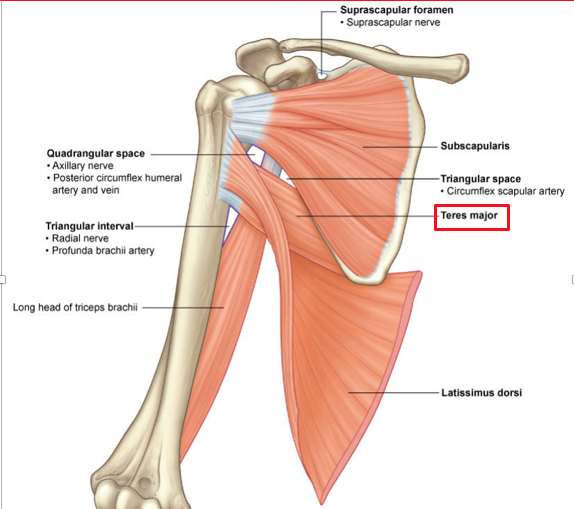 Suprascapular foramen
• Suprascapular nerve
Quadrangular space
• Axillary nerve
• Posterior circumflex humeral
artery and vein
Subscapularis
Triangular space
• Circumflex scapular artery
Teres major
Triangular interval
• Radial nerve
• Profunda brachii artery
Long head of triceps brachii
Latissimus dorsi